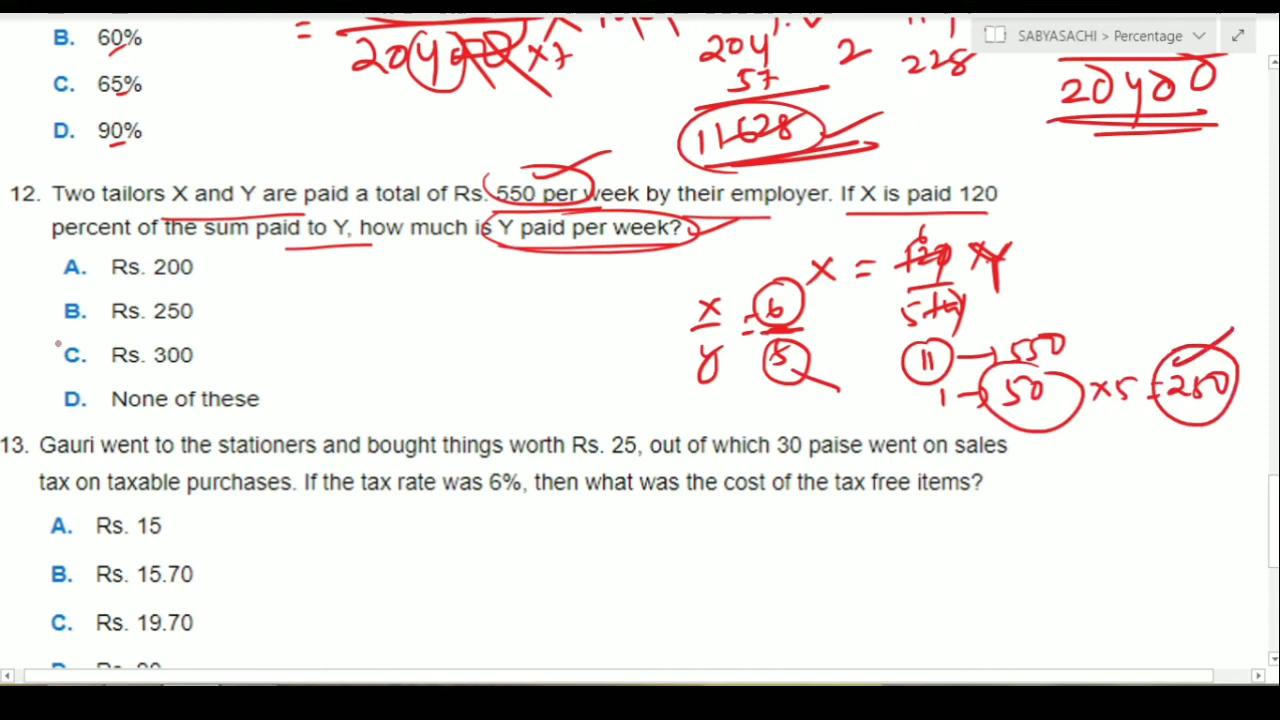 B. 60%
C. 65%
D. 90%
= 20400 x7
204
57
11628
2
228
20400
SABYASACHI > Percentage
12. Two tailors X and Y are paid a total of Rs. 550 per week by their employer. If X is paid 120
percent of the sum paid to Y, how much is Y paid per week?
A. Rs. 200
B. Rs. 250
C. Rs. 300
D. None of these
x/y = 6/5
x = 120
6
x y
5
11 → 550
1 → 50 x5 = 250
13. Gauri went to the stationers and bought things worth Rs. 25, out of which 30 paise went on sales
tax on taxable purchases. If the tax rate was 6%, then what was the cost of the tax free items?
A. Rs. 15
B. Rs. 15.70
C. Rs. 19.70